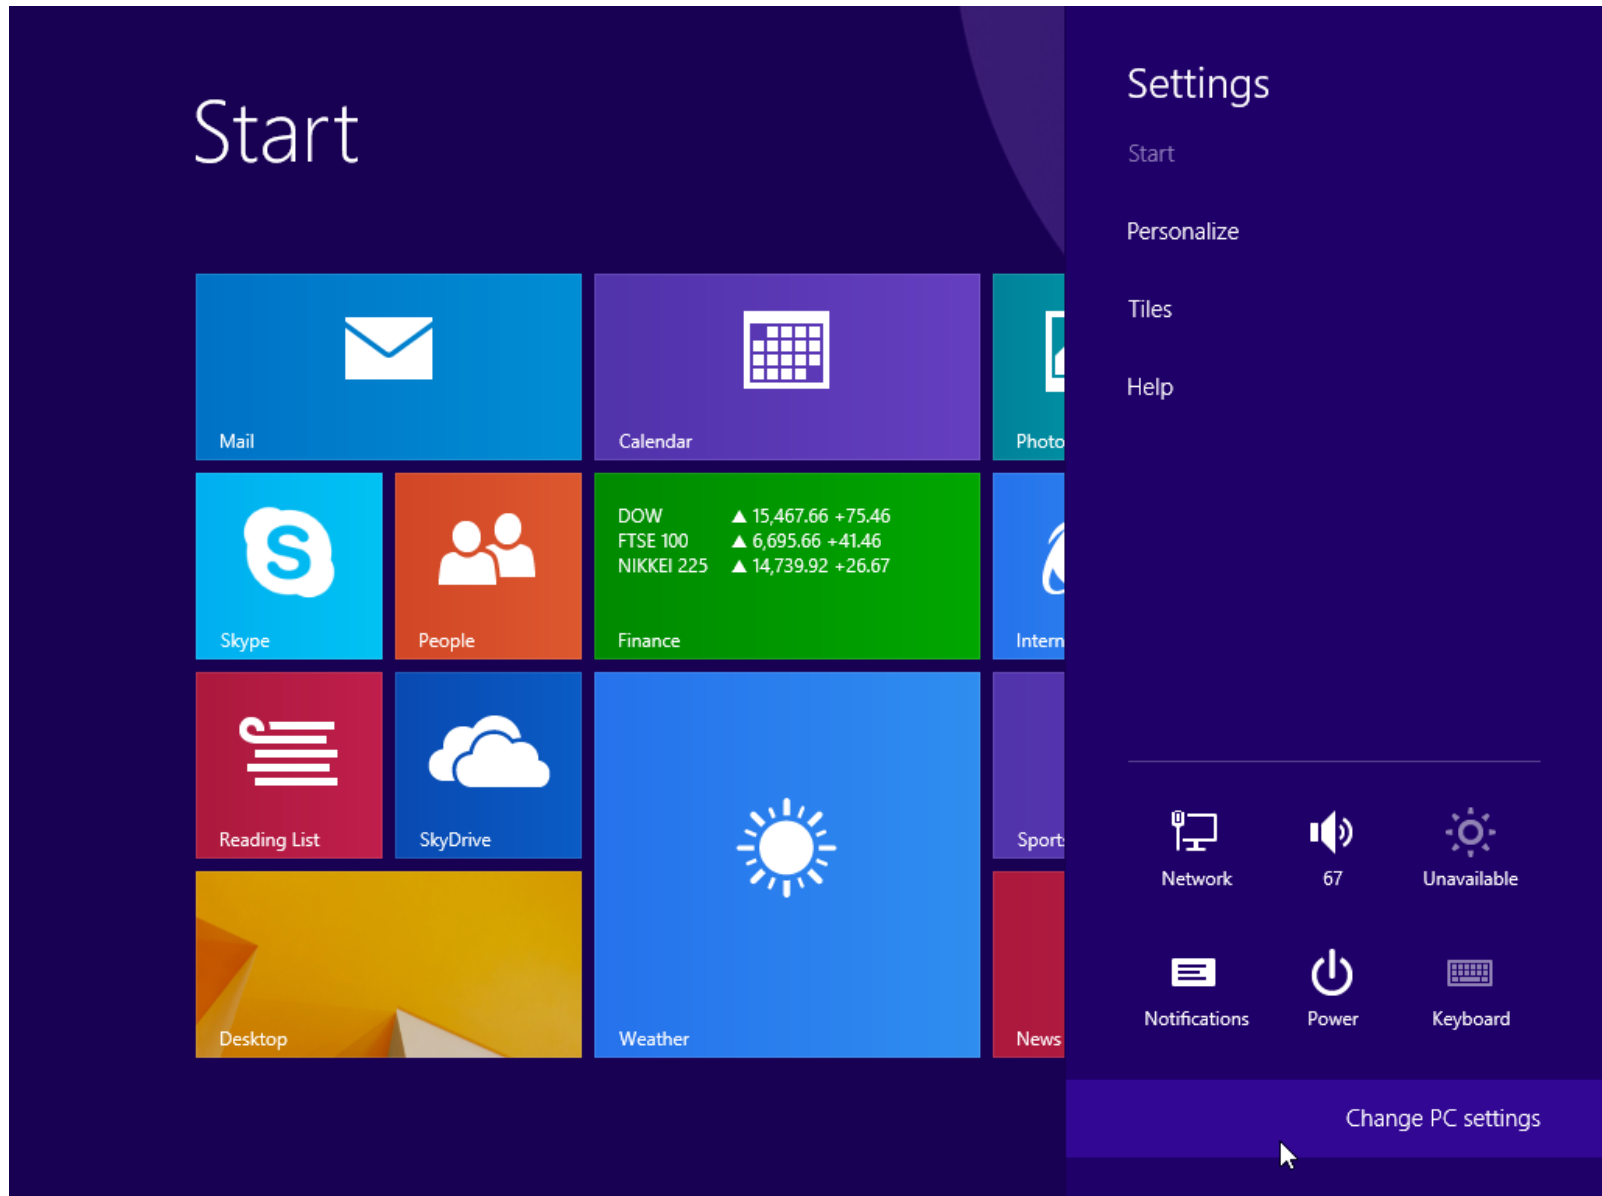 Start
Mail
Calendar
Photo
Skype
People
DOW ▲ 15,467.66 +75.46
FTSE 100 ▲ 6,695.66 +41.46
NIKKEI 225 ▲ 14,739.92 +26.67
Finance
Intern
Reading List
SkyDrive
Sports
Desktop
Weather
News
Settings
Start
Personalize
Tiles
Help
Network
67
Unavailable
Notifications
Power
Keyboard
Change PC settings